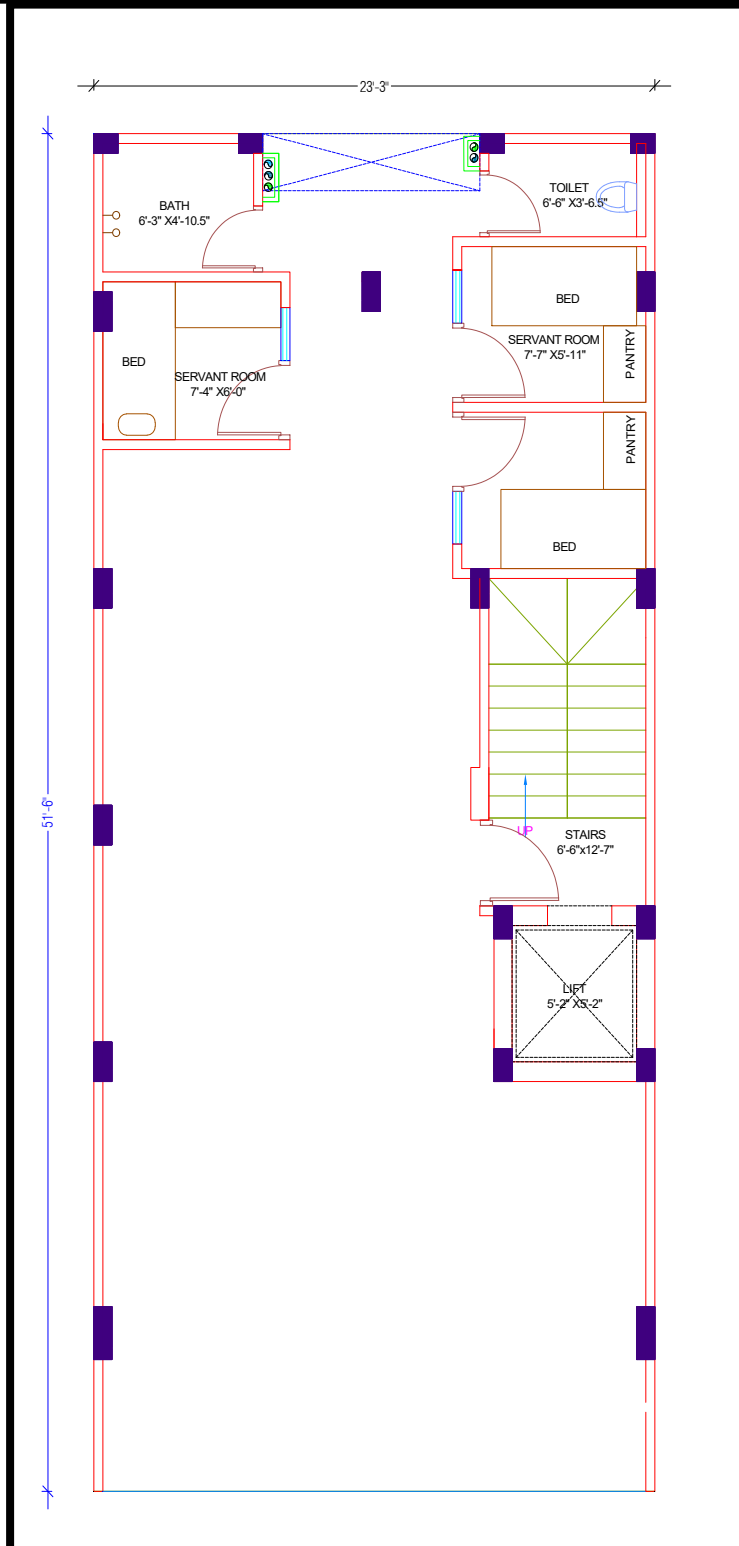 23'-3"
BATH
6'-3" X4'-10.5"
TOILET
6'-6" X3'-6.5"
BED
SERVANT ROOM
7'-7" X5'-11"
PANTRY
BED
SERVANT ROOM
7'-4" X6'-0"
PANTRY
BED
51'-6"
UP
STAIRS
6'-6"x12'-7"
LIFT
5'-2" X5'-2"